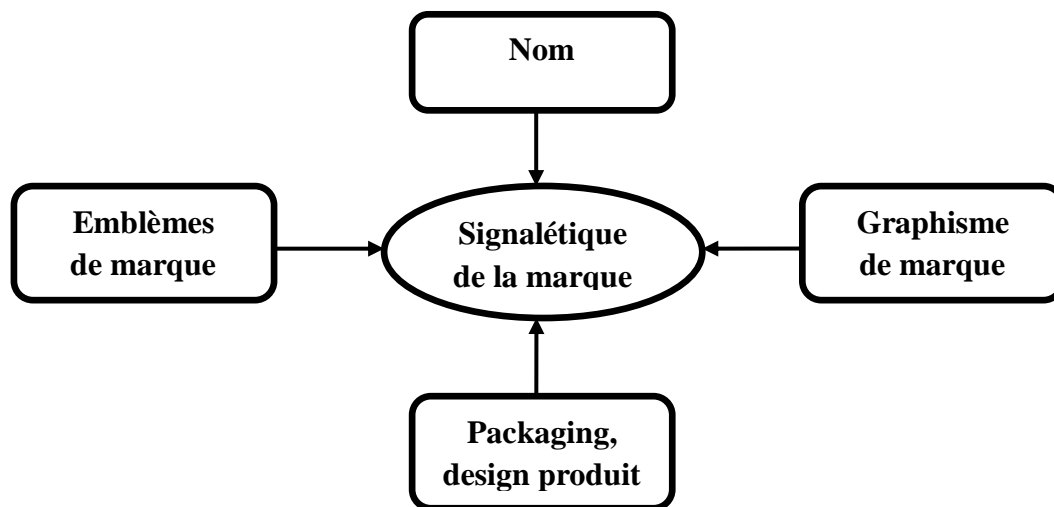 Nom
Emblèmes
de marque
Signalétique
de la marque
Graphisme
de marque
Packaging,
design produit